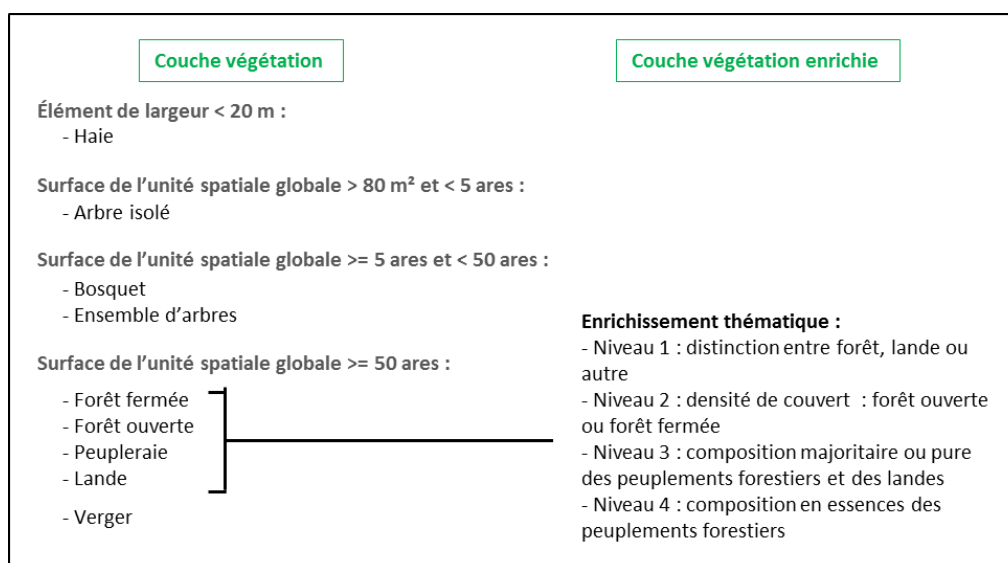 Couche végétation
Élément de largeur < 20 m :
- Haie
Surface de l'unité spatiale globale > 80 m² et < 5 ares :
- Arbre isolé
Surface de l'unité spatiale globale >= 5 ares et < 50 ares :
- Bosquet
- Ensemble d'arbres
Surface de l'unité spatiale globale >= 50 ares :
- Forêt fermée
- Forêt ouverte
- Peupleraie
- Lande
- Verger
Couche végétation enrichie
Enrichissement thématique :
- Niveau 1 : distinction entre forêt, lande ou
autre
- Niveau 2 : densité de couvert : forêt ouverte
ou forêt fermée
- Niveau 3 : composition majoritaire ou pure
des peuplements forestiers et des landes
- Niveau 4 : composition en essences des
peuplements forestiers